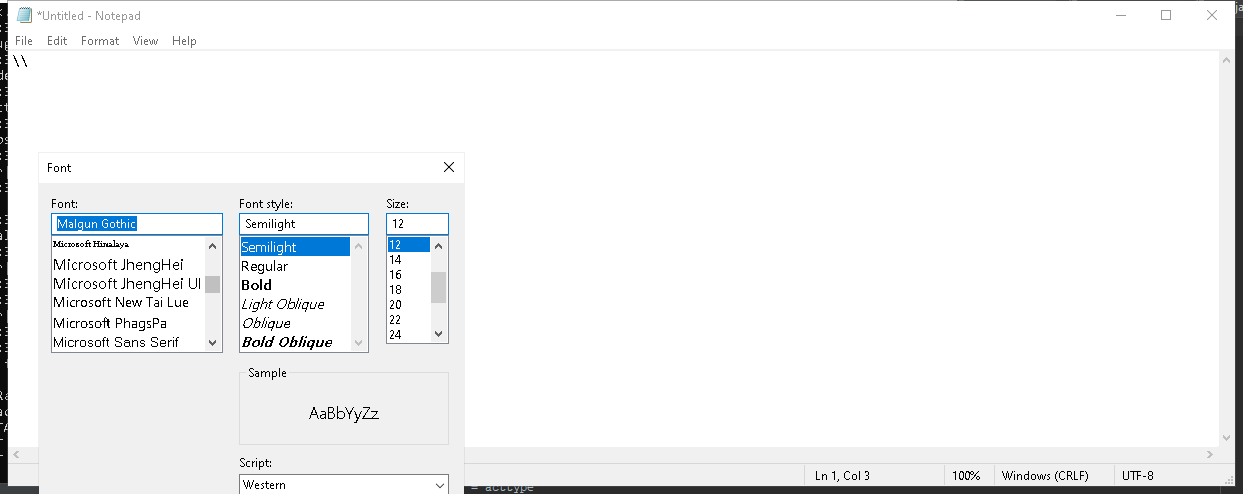 *Untitled - Notepad
File Edit Format View Help
\\
Font
Font: Font style: Size:
Malgun Gothic Semilight 12
Microsoft Himalaya Semilight 12
Microsoft JhengHei Regular 14
Microsoft JhengHei UI Bold 16
Microsoft New Tai Lue Light Oblique 18
Microsoft PhagsPa Oblique 20
Microsoft Sans Serif Bold Oblique 22
24
Sample
AaBbYyZz
Script:
Western
Ln 1, Col 3 100% Windows (CRLF) UTF-8
= acctype